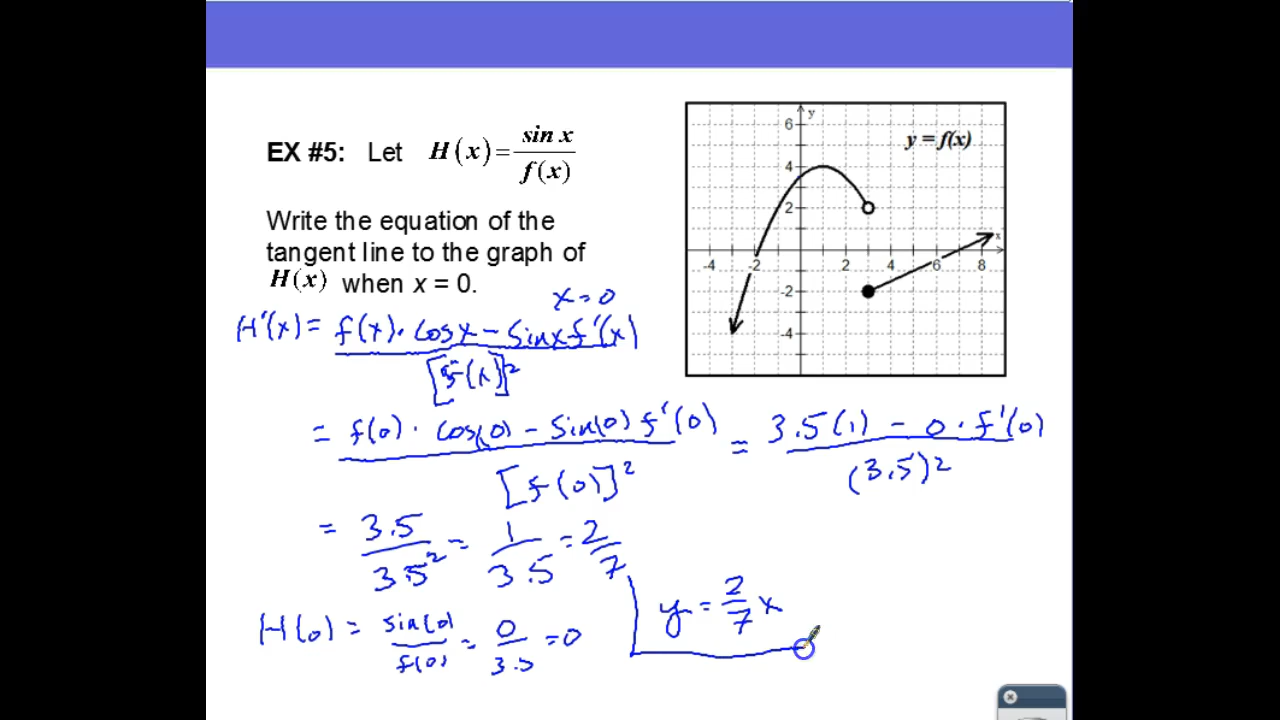 EX #5: Let H(x) = sin x / f(x)
y = f(x)
y
6
4
2
-2
-4
-4 -2 2 4 6 8
x
Write the equation of the
tangent line to the graph of
H(x) when x = 0.
x = 0
H'(x) = f(x) · cos x − sin x f'(x) / [f(x)]²
= f(0) · cos(0) − sin(0) f'(0) / [f(0)]² = 3.5(1) − 0 · f'(0) / (3.5)²
= 3.5 / 3.5² = 1 / 3.5 = 2 / 7
y = 2/7 x
H(0) = sin(0) / f(0) = 0 / 3.5 = 0